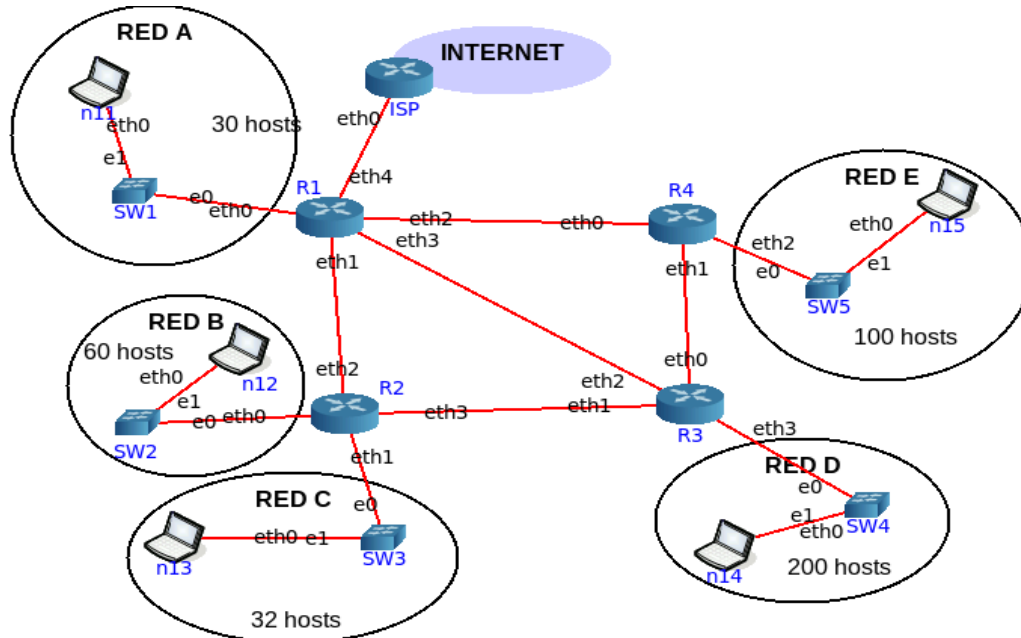 RED A
INTERNET
n11
eth0
30 hosts
eth0
ISP
e1
eth4
R1
SW1
e0
eth0
eth2
eth3
eth1
R4
eth0
eth2
eth1
e0
RED E
eth0
n15
e1
SW5
100 hosts
RED B
60 hosts
eth0
n12
e1
e0
eth0
SW2
eth2
R2
eth3
eth1
eth0
eth2
eth1
R3
eth3
RED C
e0
eth0
e1
SW3
n13
32 hosts
RED D
e0
e1
eth0
SW4
n14
200 hosts